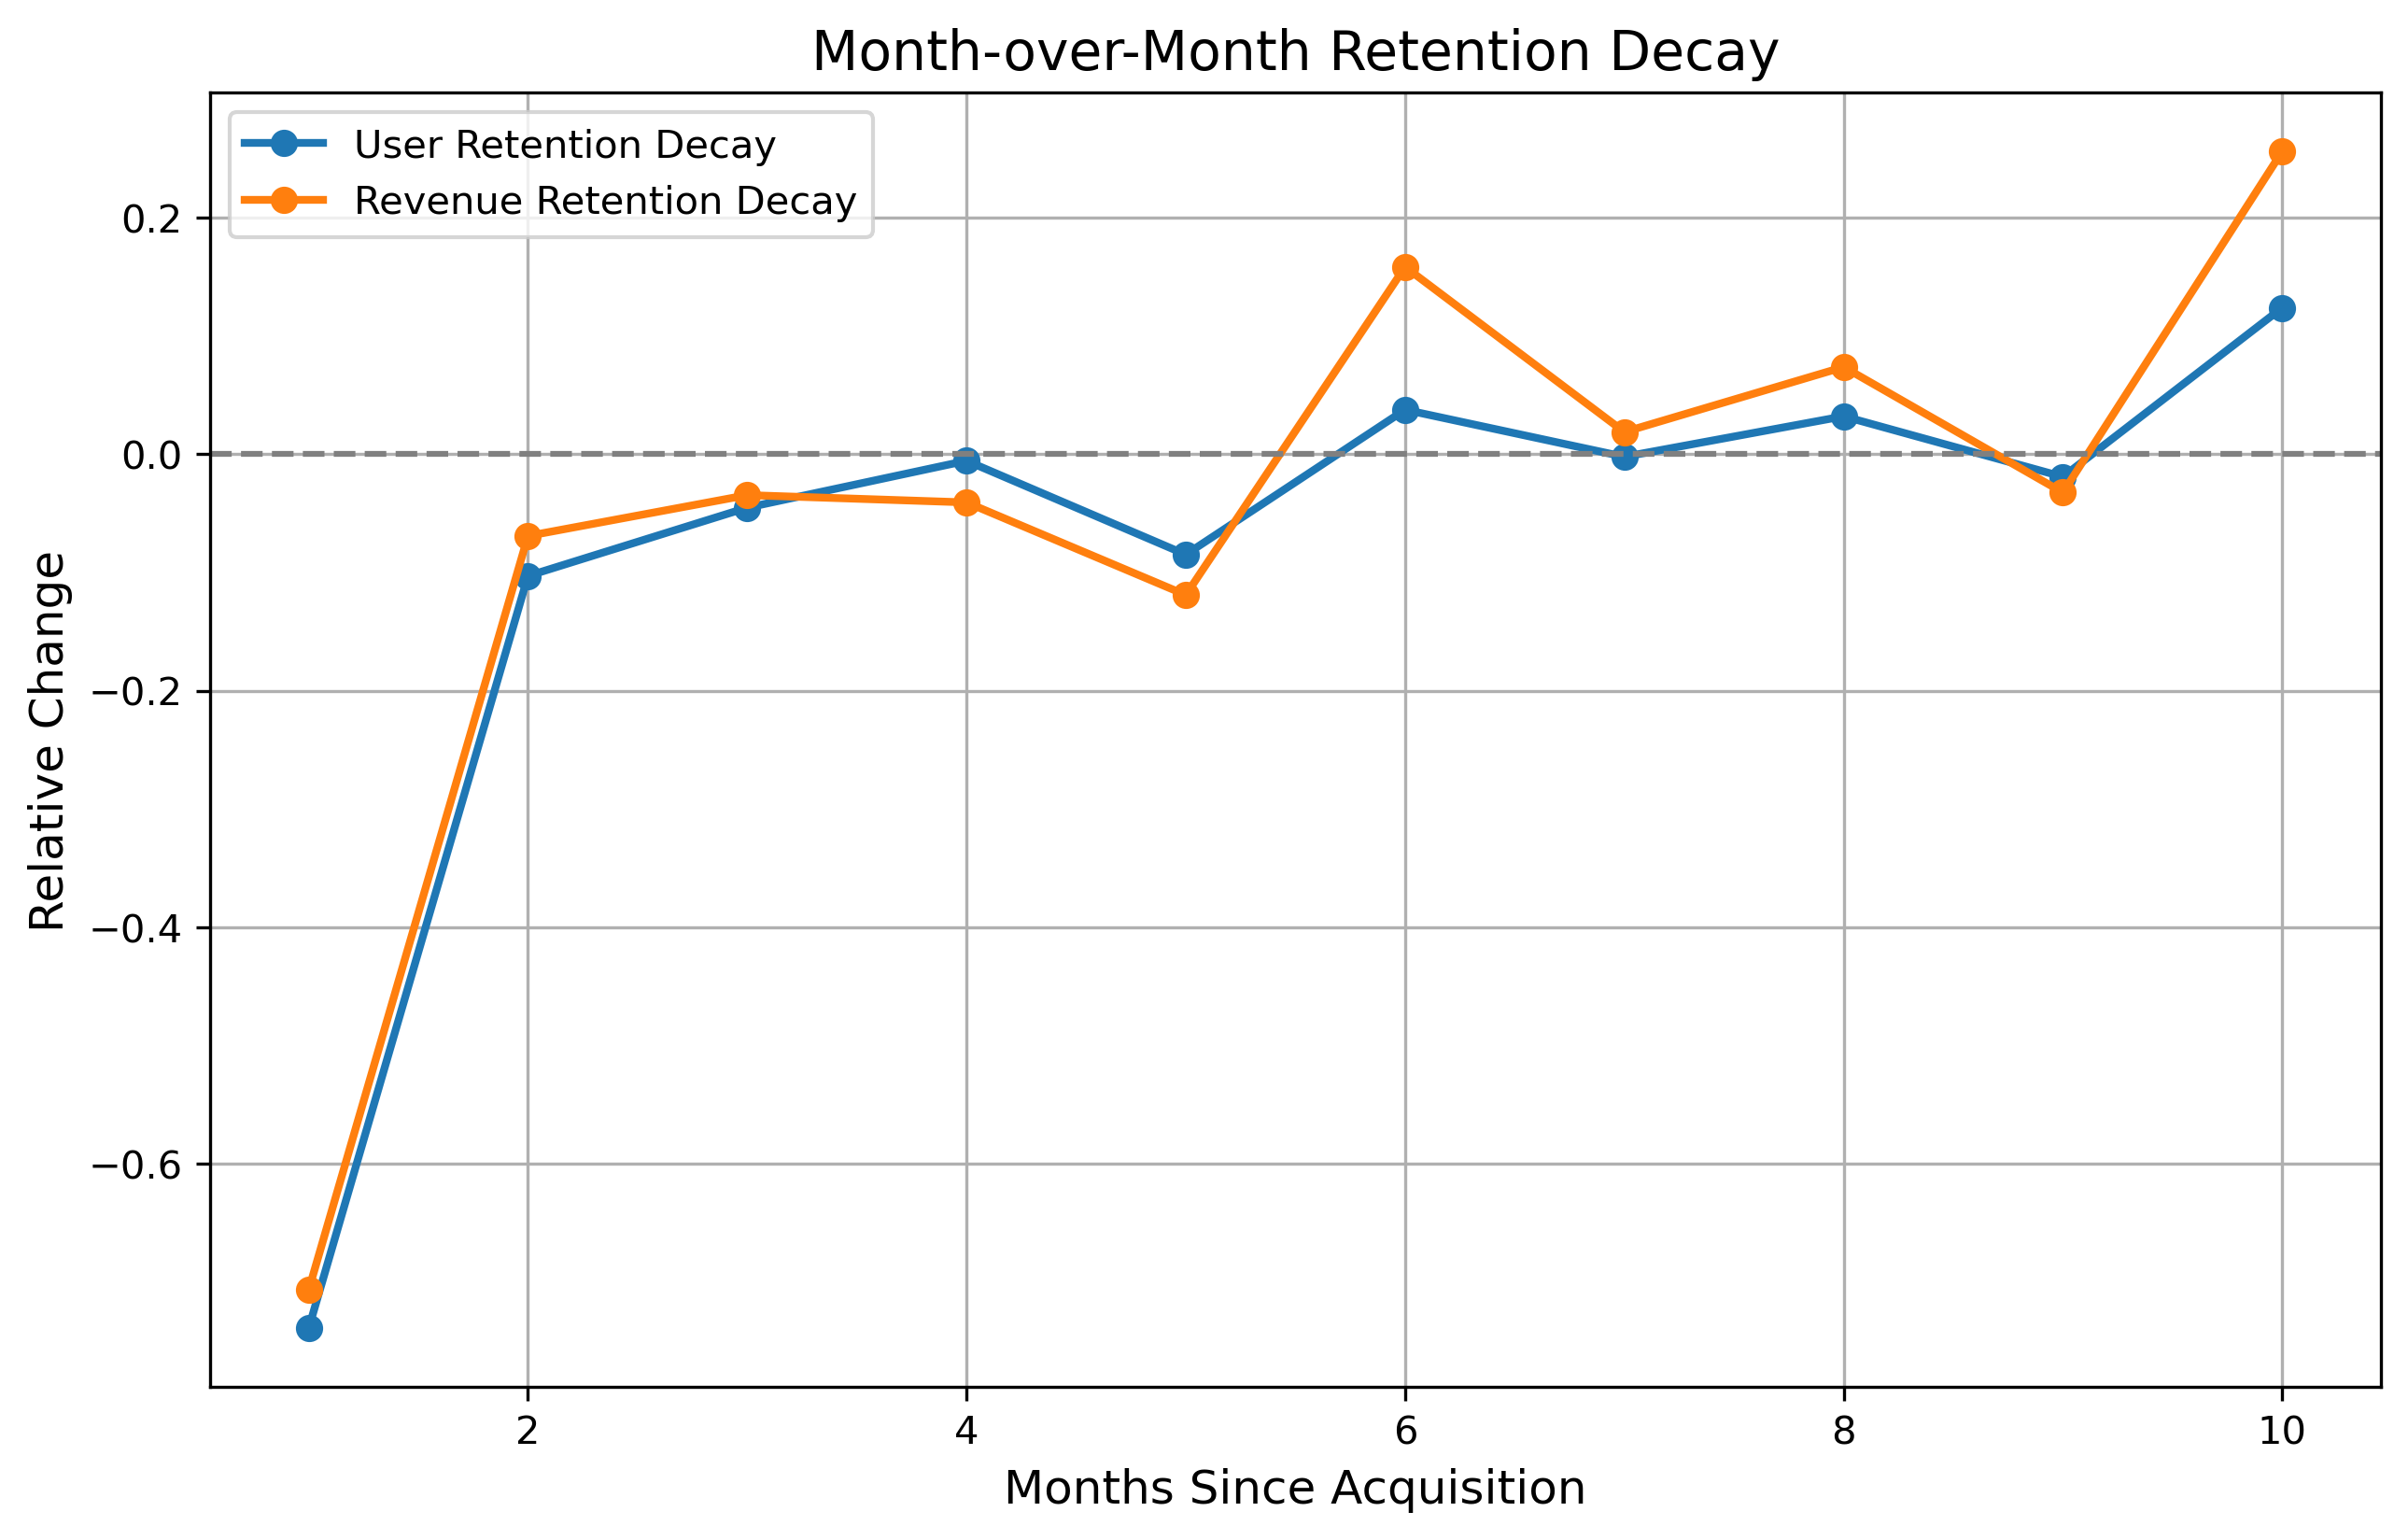 Month-over-Month Retention Decay
User Retention Decay
Revenue Retention Decay
0.2
0.0
−0.2
−0.4
−0.6
Relative Change
2 4 6 8 10
Months Since Acquisition